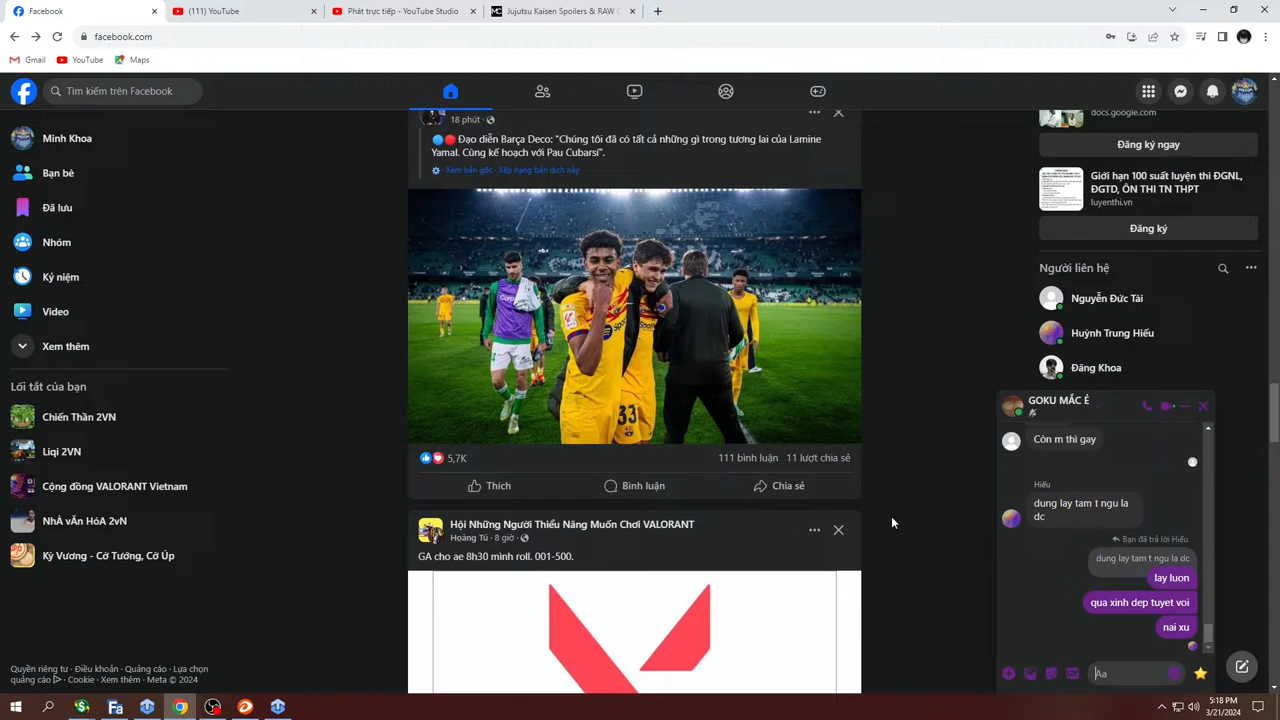 Facebook
(111) YouTube
Phát trực tiếp - YouTube Studio
Jujutsu Kaisen Spoilers & RAW C
facebook.com
Gmail
YouTube
Maps
Tìm kiếm trên Facebook
Minh Khoa
Bạn bè
Đã lưu
Nhóm
Kỷ niệm
Video
Xem thêm
Lối tắt của bạn
Chiến Thần 2VN
Liqi 2VN
Cộng đồng VALORANT Vietnam
NhÀ vẪn HóA 2vN
Kỳ Vương - Cờ Tướng, Cờ Úp
Quyền riêng tư · Điều khoản · Quảng cáo · Lựa chọn
quảng cáo · Cookie · Xem thêm · Meta © 2024
18 phút
Đạo diễn Barça Deco: "Chúng tôi đã có tất cả những gì trong tương lai của Lamine
Yamal. Cùng kế hoạch với Pau Cubarsí".
Xem bản gốc · Xếp hạng bản dịch này
33
5,7K
111 bình luận 11 lượt chia sẻ
Thích
Bình luận
Chia sẻ
Hội Những Người Thiểu Năng Muốn Chơi VALORANT
Hoàng Tú · 8 giờ
GA cho ae 8h30 mình roll. 001-500.
docs.google.com
Đăng ký ngay
Giới hạn tần suất luyện thi ĐGNL,
ĐGTD, CHUYÊN, TN THPT
luyenthi.vn
Đăng ký
Người liên hệ
Nguyễn Đức Tài
Huỳnh Trung Hiếu
Đăng Khoa
GOKU MẮC Ẻ
Còn m thì gay
Hiếu
dung lay tam t ngu la
dc
Bạn đã trả lời Hiếu
dung lay tam t ngu la dc
lay luon
qua xinh dep tuyet voi
nai xu
Aa
5:18 PM
3/21/2024